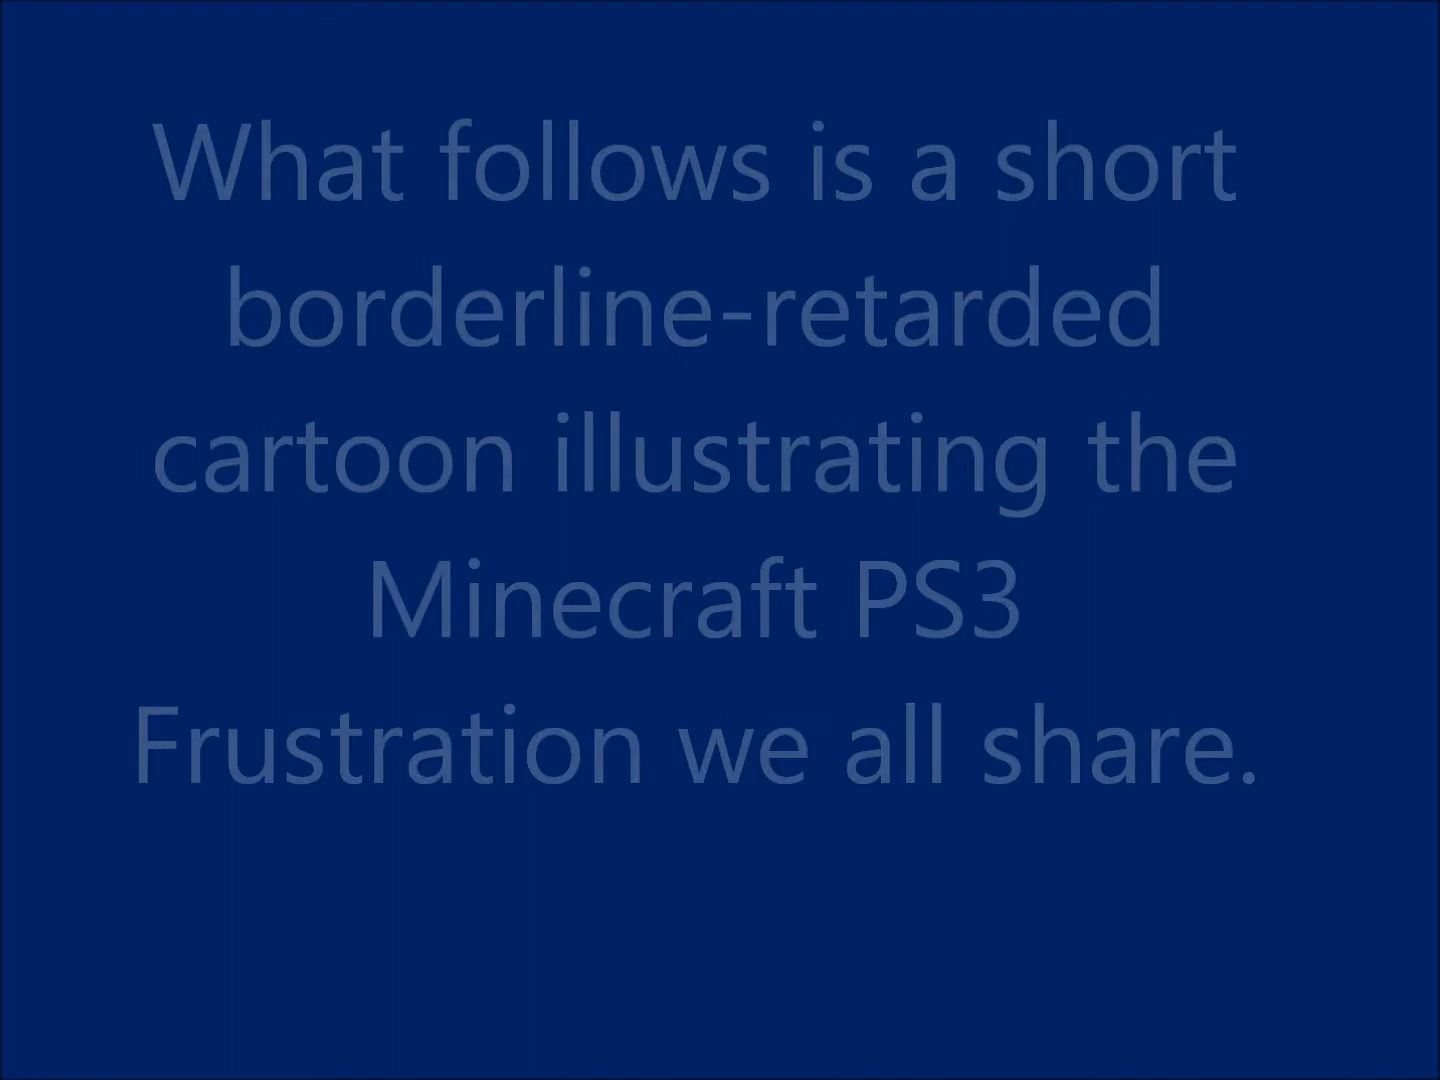 What follows is a short
borderline-retarded
cartoon illustrating the
Minecraft PS3
Frustration we all share.